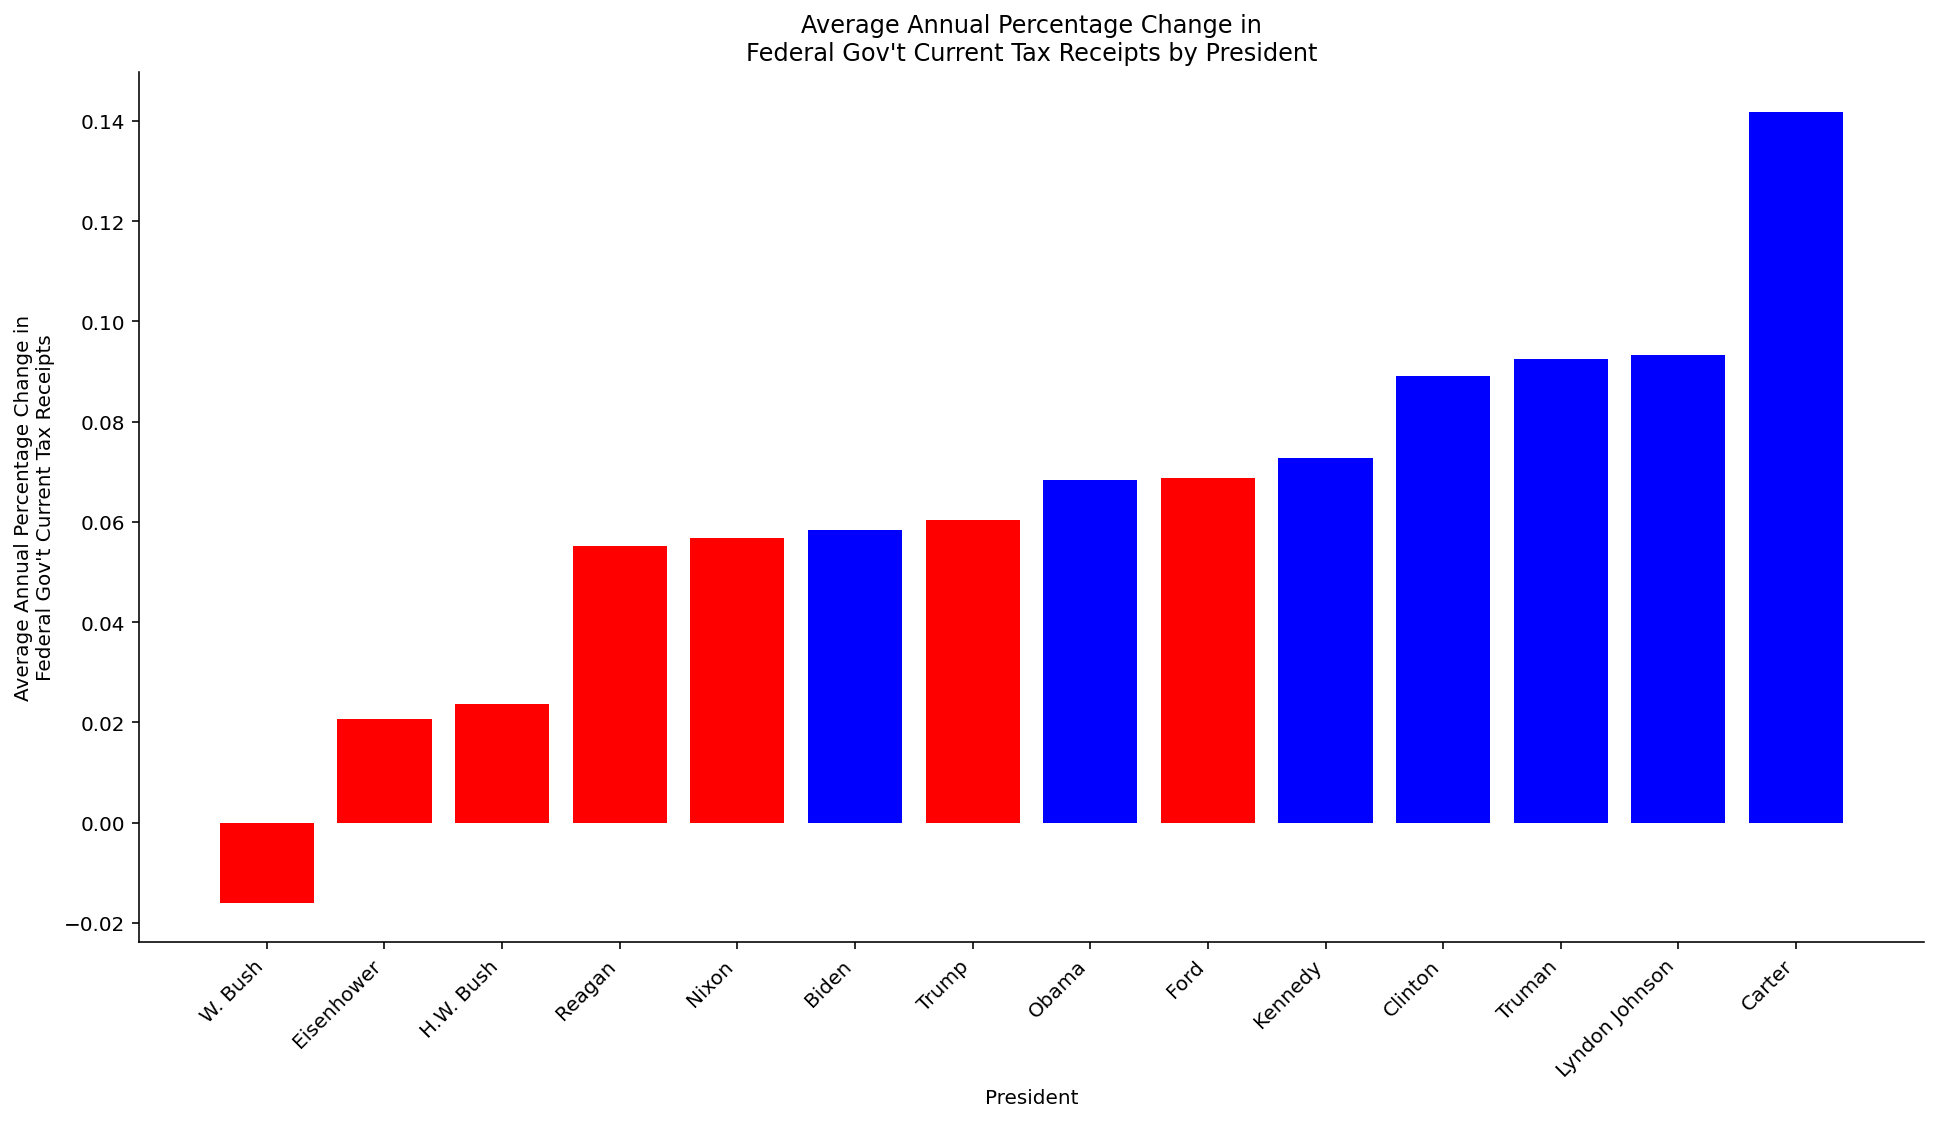 Average Annual Percentage Change in
Federal Gov't Current Tax Receipts by President
Average Annual Percentage Change in
Federal Gov't Current Tax Receipts
0.14
0.12
0.10
0.08
0.06
0.04
0.02
0.00
−0.02
W. Bush
Eisenhower
H.W. Bush
Reagan
Nixon
Biden
Trump
Obama
Ford
Kennedy
Clinton
Truman
Lyndon Johnson
Carter
President